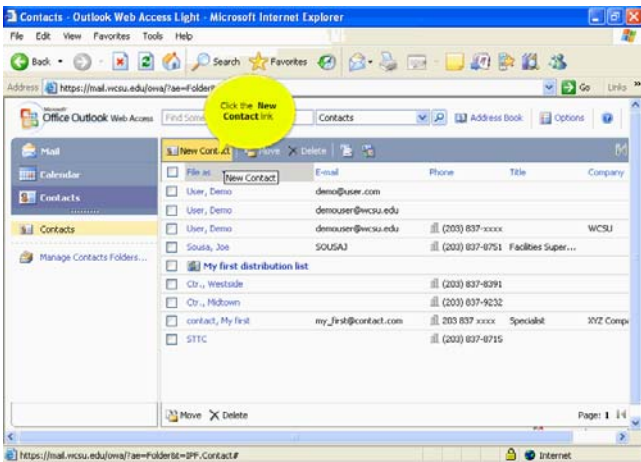 Contacts - Outlook Web Access Light - Microsoft Internet Explorer
File Edit View Favorites Tools Help
Back Search Favorites
Address https://mail.wcsu.edu/owa/?ae=Folder Go Links »
Microsoft
Office Outlook Web Access Find Some Contacts Address Book Options
Click the New
Contact link
Mail New Contact Move Delete
Calendar File as E-mail Phone Title Company
New Contact
Contacts User, Demo demo@user.com
User, Demo demouser@wcsu.edu
Contacts User, Demo demouser@wcsu.edu (203) 837-xxxx WCSU
Manage Contacts Folders... Sousa, Joe SOUSAJ (203) 837-8751 Facilities Super...
My first distribution list
Ctr., Westside (203) 837-8391
Ctr., Midtown (203) 837-9232
contact, My first my_first@contact.com 203 837 xxxx Specialist XYZ Comp
STTC (203) 837-8715
Move Delete Page: 1
https://mail.wcsu.edu/owa/?ae=Folder&t=IPF.Contact# Internet